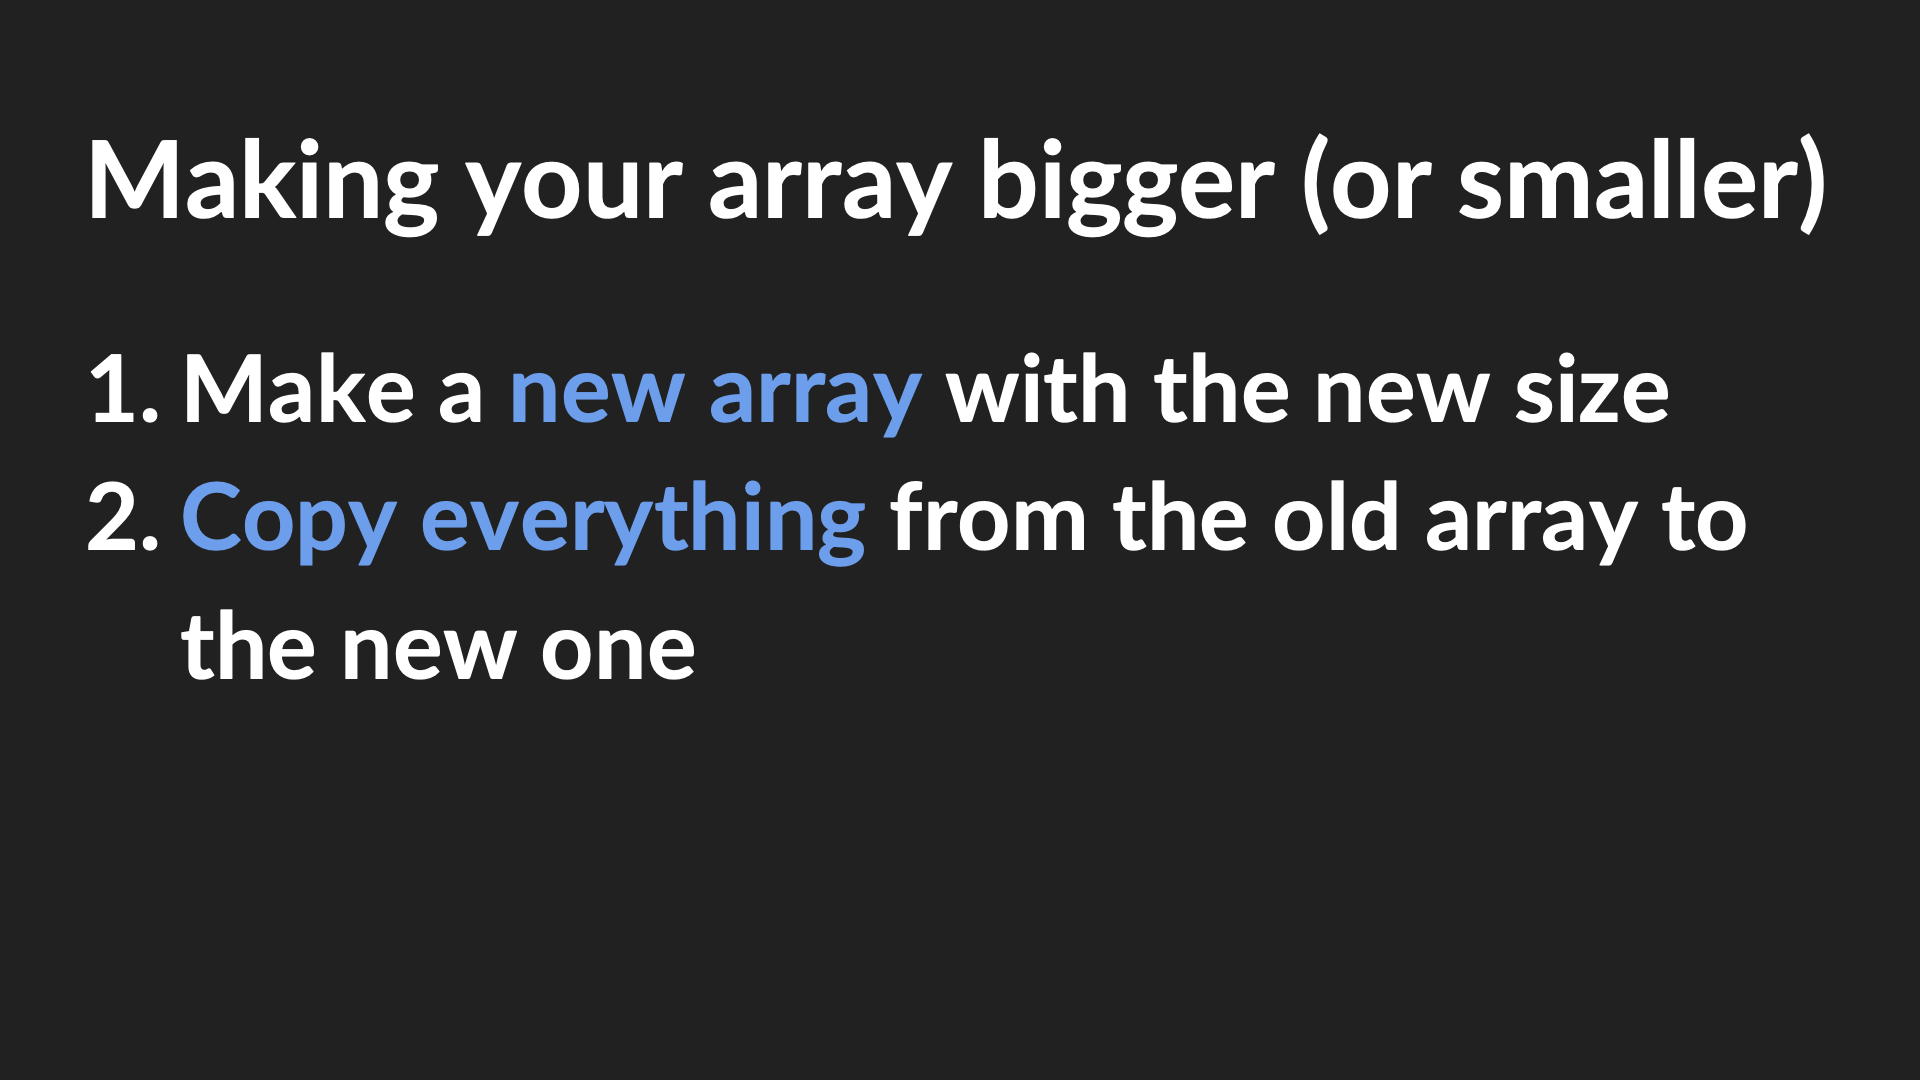 Making your array bigger (or smaller)
1. Make a new array with the new size
2. Copy everything from the old array to
the new one